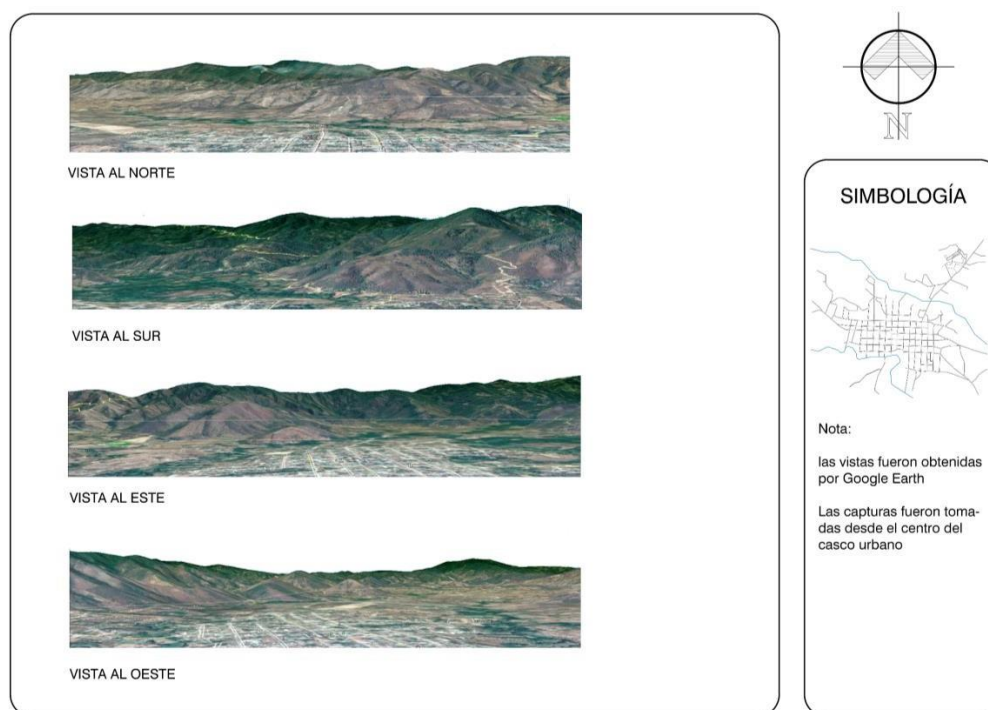 VISTA AL NORTE
VISTA AL SUR
VISTA AL ESTE
VISTA AL OESTE
N
SIMBOLOGÍA
Nota:
las vistas fueron obtenidas
por Google Earth
Las capturas fueron toma-
das desde el centro del
casco urbano